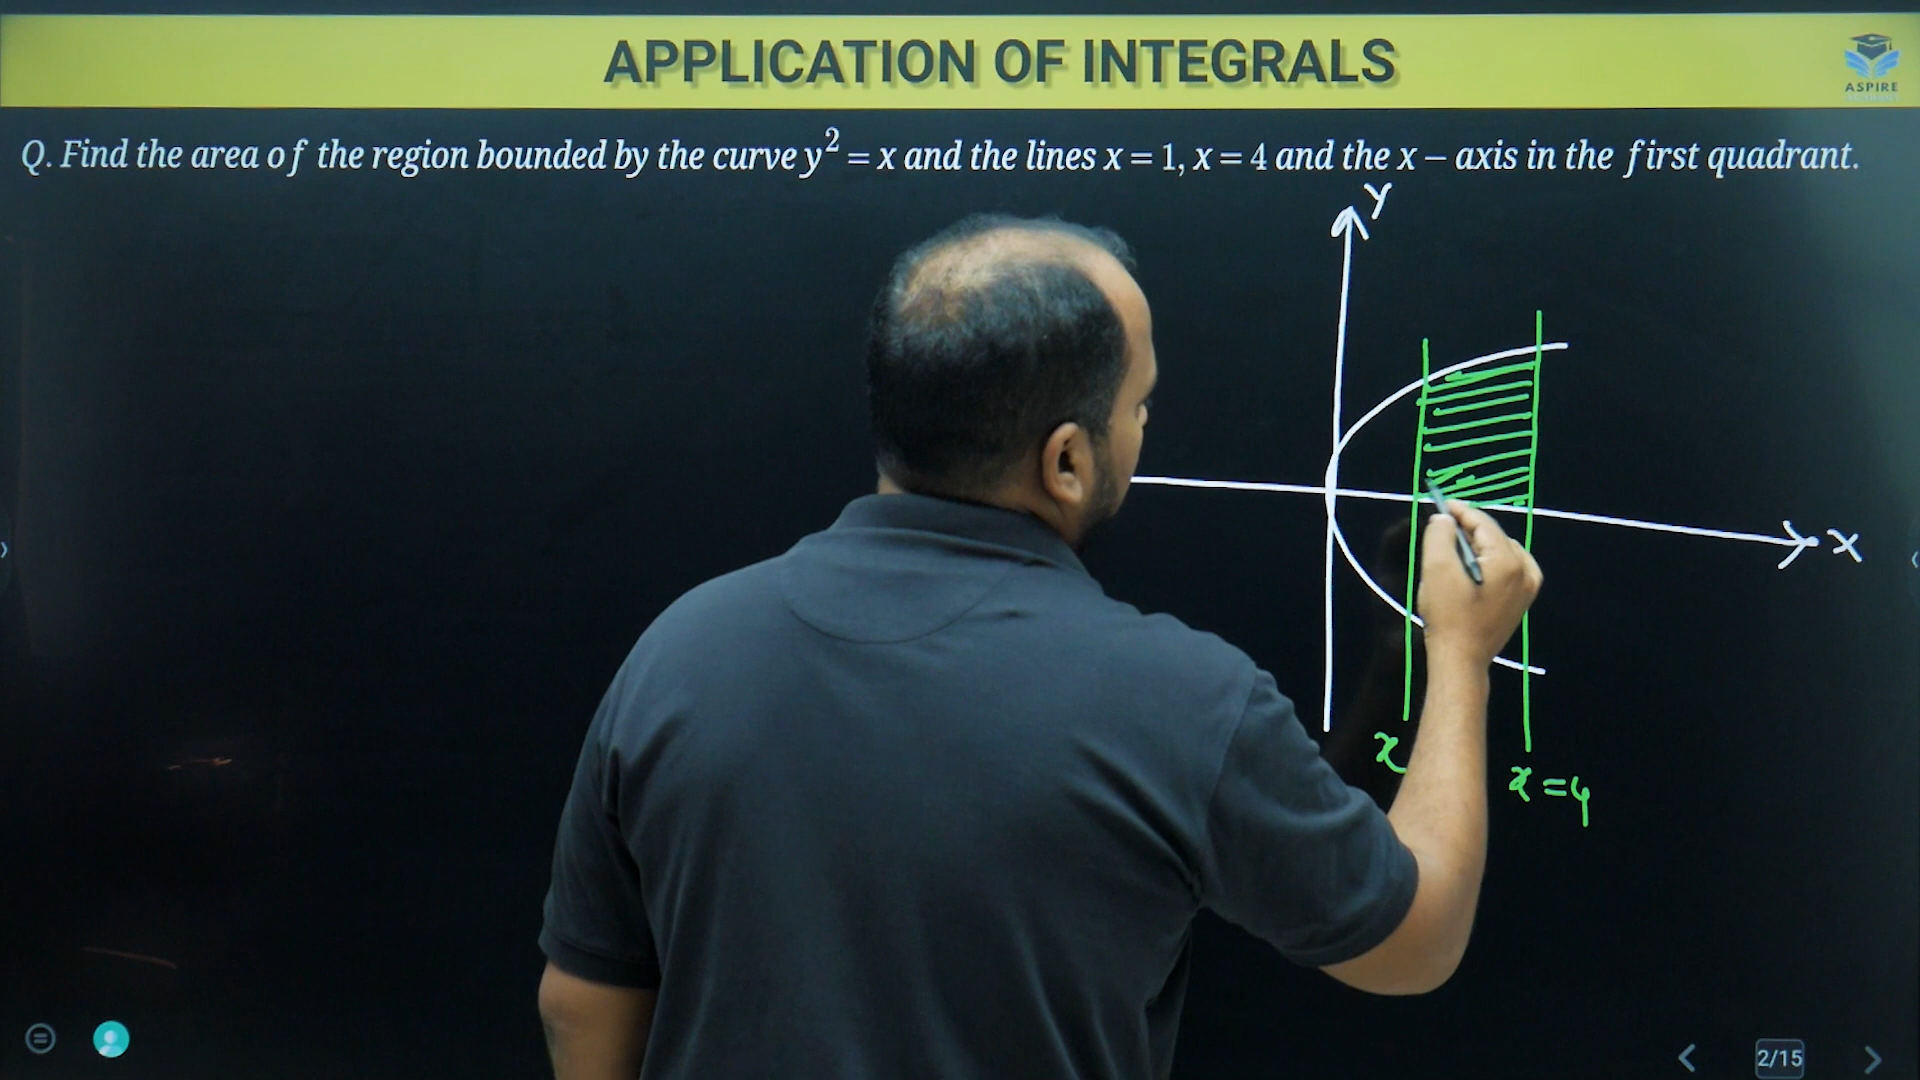 APPLICATION OF INTEGRALS
ASPIRE
Q. Find the area of the region bounded by the curve y² = x and the lines x = 1, x = 4 and the x – axis in the first quadrant.
Y
X
x
x = 4
2/15